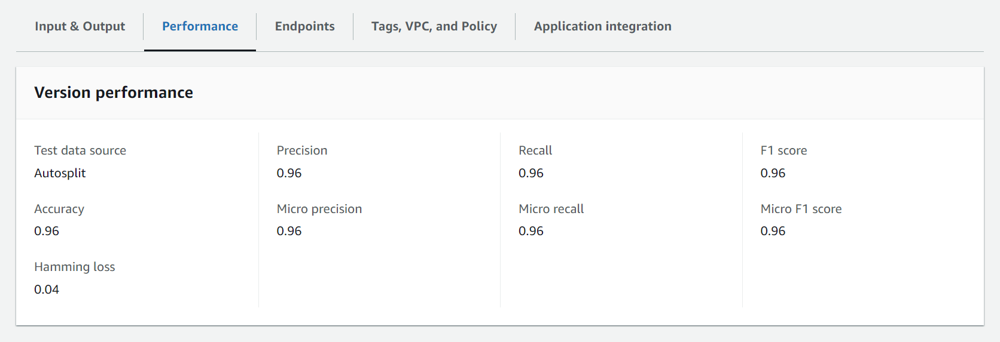 Input & Output
Performance
Endpoints
Tags, VPC, and Policy
Application integration
Version performance
Test data source
Precision
Recall
F1 score
Autosplit
0.96
0.96
0.96
Accuracy
Micro precision
Micro recall
Micro F1 score
0.96
0.96
0.96
0.96
Hamming loss
0.04